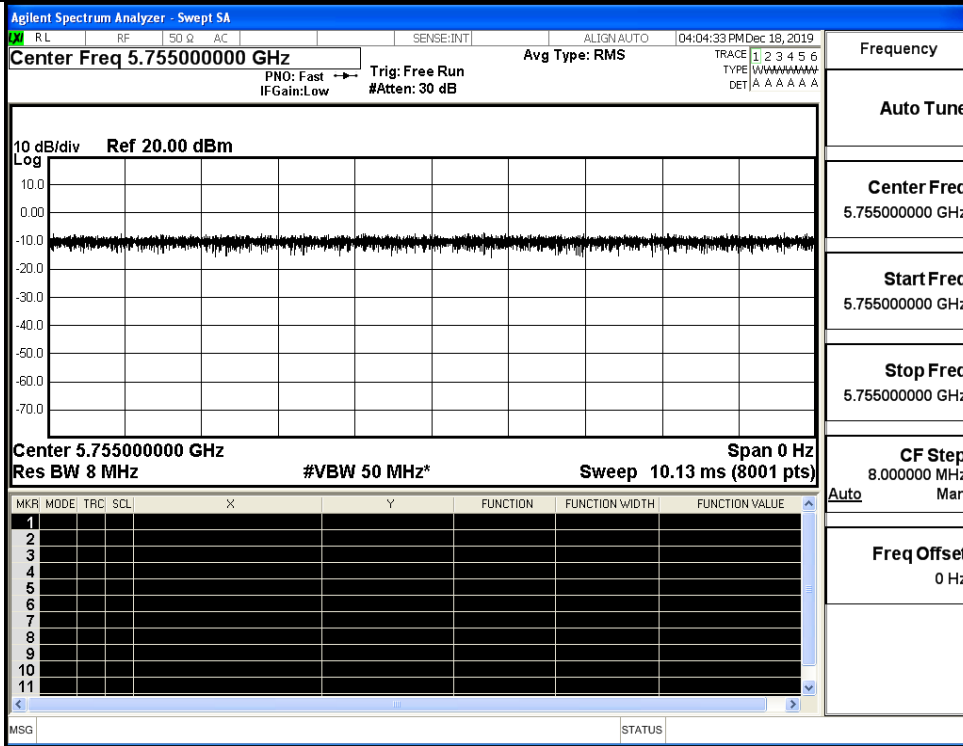 Agilent Spectrum Analyzer - Swept SA
LXI RL RF 50 Ω AC SENSE:INT ALIGN AUTO 04:04:33 PM Dec 18, 2019
Center Freq 5.755000000 GHz Avg Type: RMS TRACE 1 2 3 4 5 6
PNO: Fast Trig: Free Run TYPE WWWWWW
IFGain:Low #Atten: 30 dB DET A A A A A A
10 dB/div Ref 20.00 dBm
Log
10.0
0.00
-10.0
-20.0
-30.0
-40.0
-50.0
-60.0
-70.0
Center 5.755000000 GHz Span 0 Hz
Res BW 8 MHz #VBW 50 MHz* Sweep 10.13 ms (8001 pts)
MKR MODE TRC SCL X Y FUNCTION FUNCTION WIDTH FUNCTION VALUE
1
2
3
4
5
6
7
8
9
10
11
MSG STATUS
Frequency
Auto Tune
Center Freq
5.755000000 GHz
Start Freq
5.755000000 GHz
Stop Freq
5.755000000 GHz
CF Step
8.000000 MHz
Auto Man
Freq Offset
0 Hz